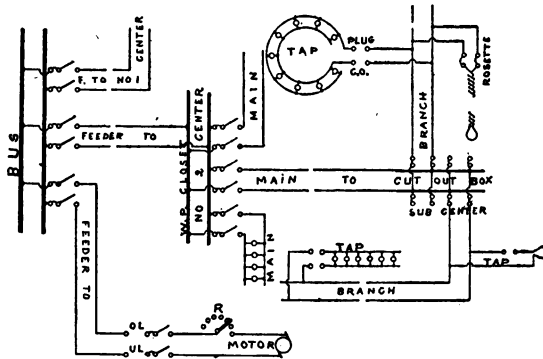 BUS
F. TO NO 1
CENTER
FEEDER TO
W.P. CLOSET
NO 2 CENTER
MAIN
TAP
PLUG
C.O.
ROSETTE
BRANCH
MAIN TO CUT OUT BOX
SUB CENTER
MAIN
TAP
TAP
BRANCH
FEEDER TO
OL
UL
R
MOTOR